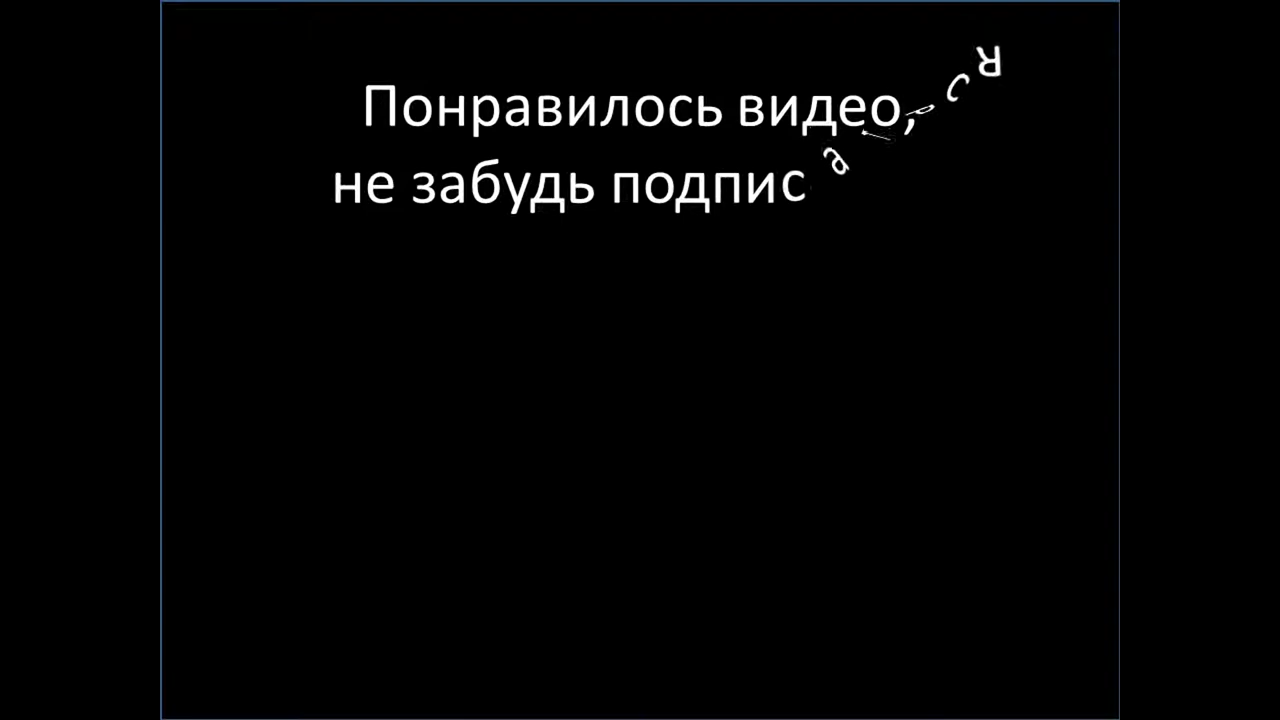 Понравилось видео,
не забудь подпис